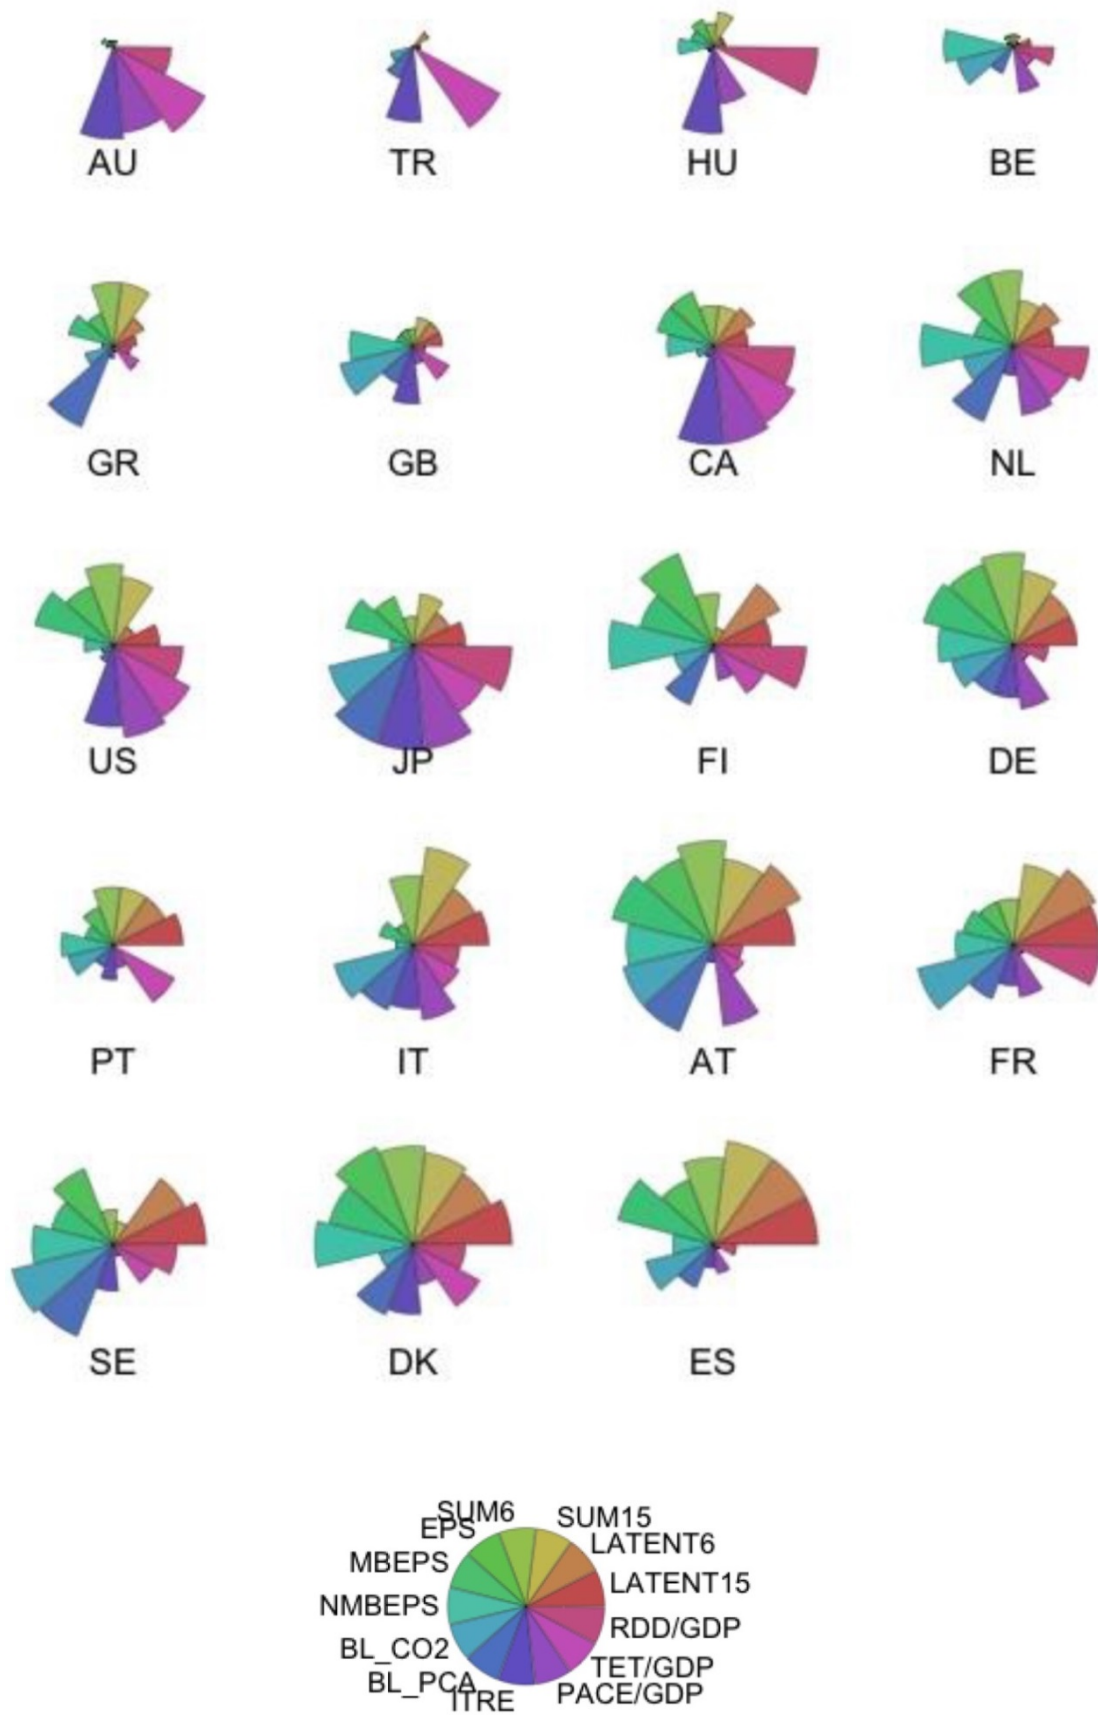 AU TR HU BE
GR GB CA NL
US JP FI DE
PT IT AT FR
SE DK ES
SUM6 SUM15
EPS LATENT6
MBEPS LATENT15
NMBEPS RDD/GDP
BL_CO2 TET/GDP
BL_PCA PACE/GDP
ITRE